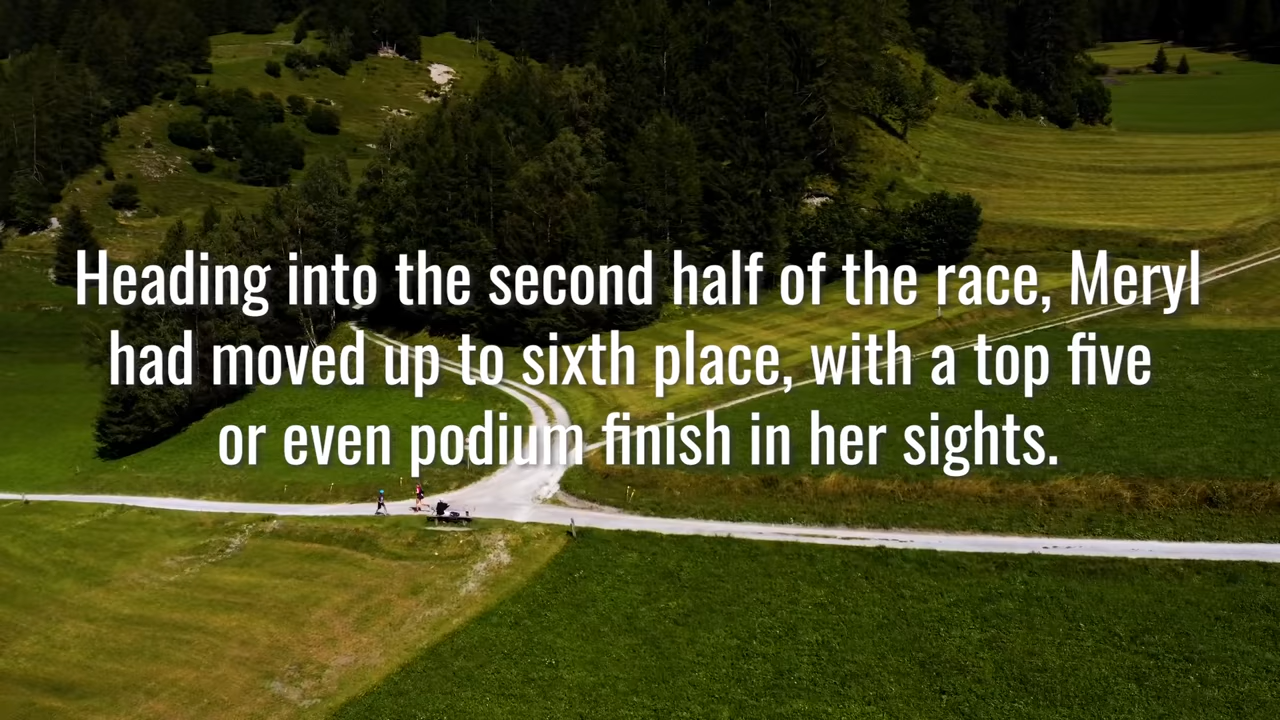 Heading into the second half of the race, Meryl
had moved up to sixth place, with a top five
or even podium finish in her sights.